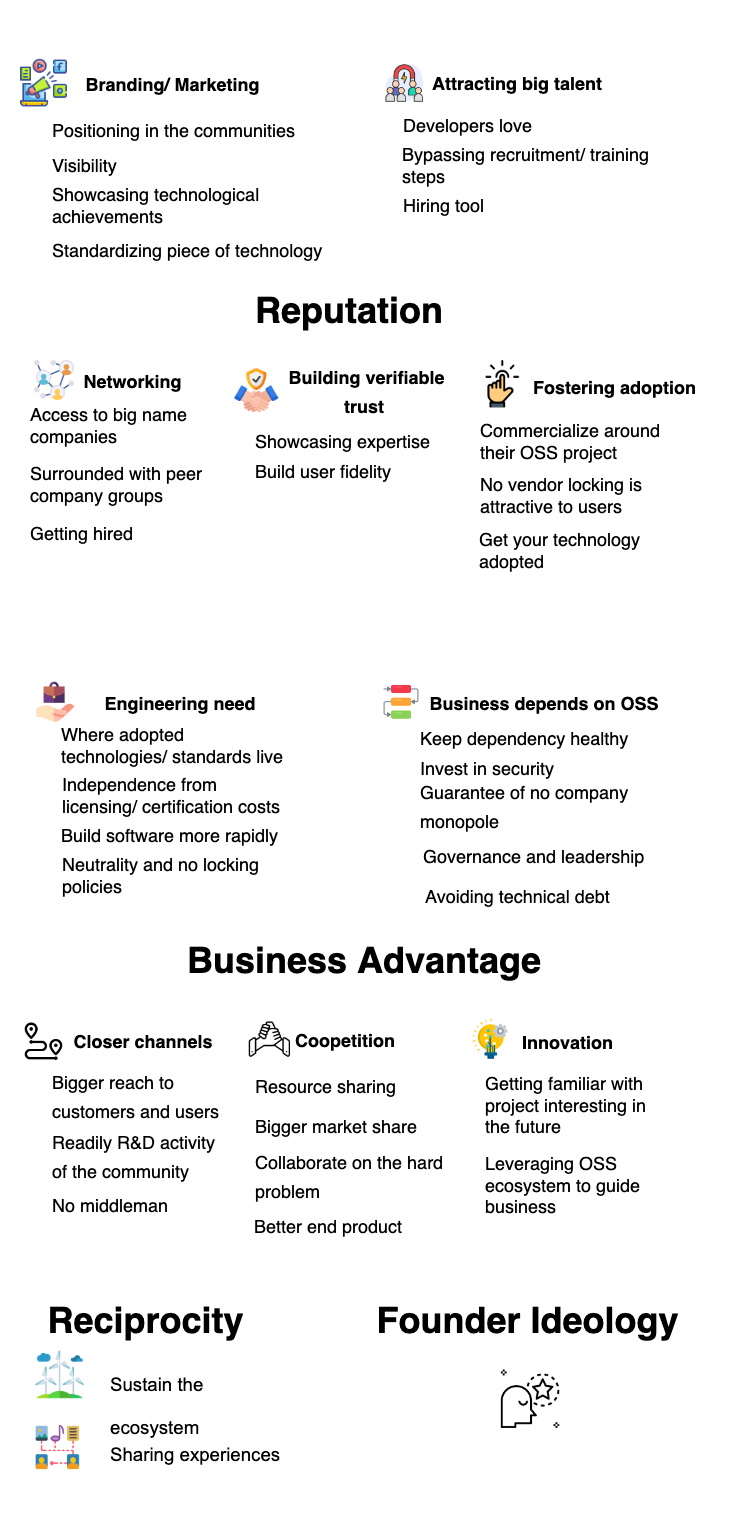 Branding/ Marketing
Positioning in the communities
Visibility
Showcasing technological
achievements
Standardizing piece of technology
Attracting big talent
Developers love
Bypassing recruitment/ training
steps
Hiring tool
Reputation
Networking
Access to big name
companies
Surrounded with peer
company groups
Getting hired
Building verifiable
trust
Showcasing expertise
Build user fidelity
Fostering adoption
Commercialize around
their OSS project
No vendor locking is
attractive to users
Get your technology
adopted
Engineering need
Where adopted
technologies/ standards live
Independence from
licensing/ certification costs
Build software more rapidly
Neutrality and no locking
policies
Business depends on OSS
Keep dependency healthy
Invest in security
Guarantee of no company
monopole
Governance and leadership
Avoiding technical debt
Business Advantage
Closer channels
Bigger reach to
customers and users
Readily R&D activity
of the community
No middleman
Coopetition
Resource sharing
Bigger market share
Collaborate on the hard
problem
Better end product
Innovation
Getting familiar with
project interesting in
the future
Leveraging OSS
ecosystem to guide
business
Reciprocity
Sustain the
ecosystem
Sharing experiences
Founder Ideology